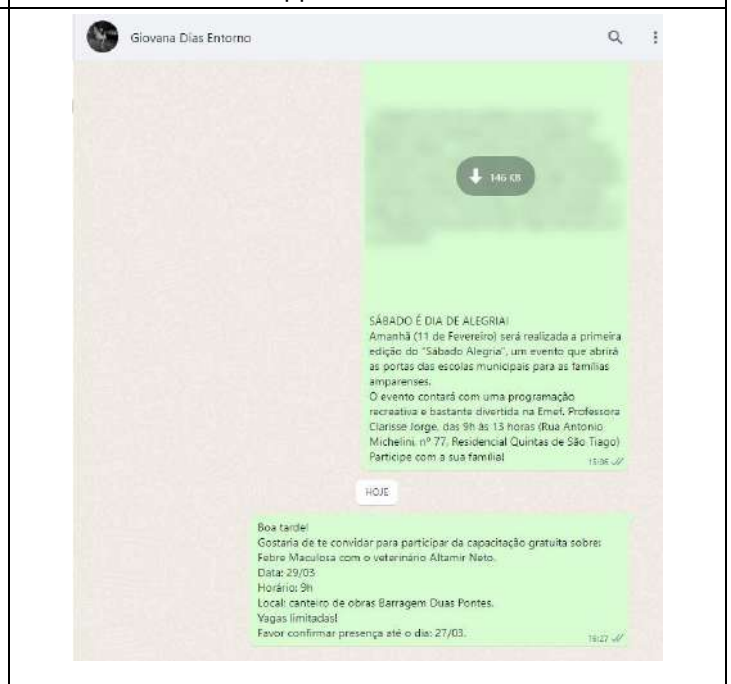 Giovana Dias Entorno
146 KB
SÁBADO É DIA DE ALEGRIA!
Amanhã (11 de Fevereiro) será realizada a primeira
edição do "Sábado Alegria", um evento que abrirá
as portas das escolas municipais para as famílias
amparenses.
O evento contará com uma programação
recreativa e bastante divertida na Emef. Professora
Clarisse Jorge, das 9h às 13 horas (Rua Antonio
Michelini, nº 77, Residencial Quintas de São Tiago)
Participe com a sua família!
15:36
HOJE
Boa tarde!
Gostaria de te convidar para participar da capacitação gratuita sobre:
Febre Maculosa com o veterinário Altamir Neto.
Data: 29/03
Horário: 9h
Local: canteiro de obras Barragem Duas Pontes.
Vagas limitadas!
Favor confirmar presença até o dia: 27/03.
16:27